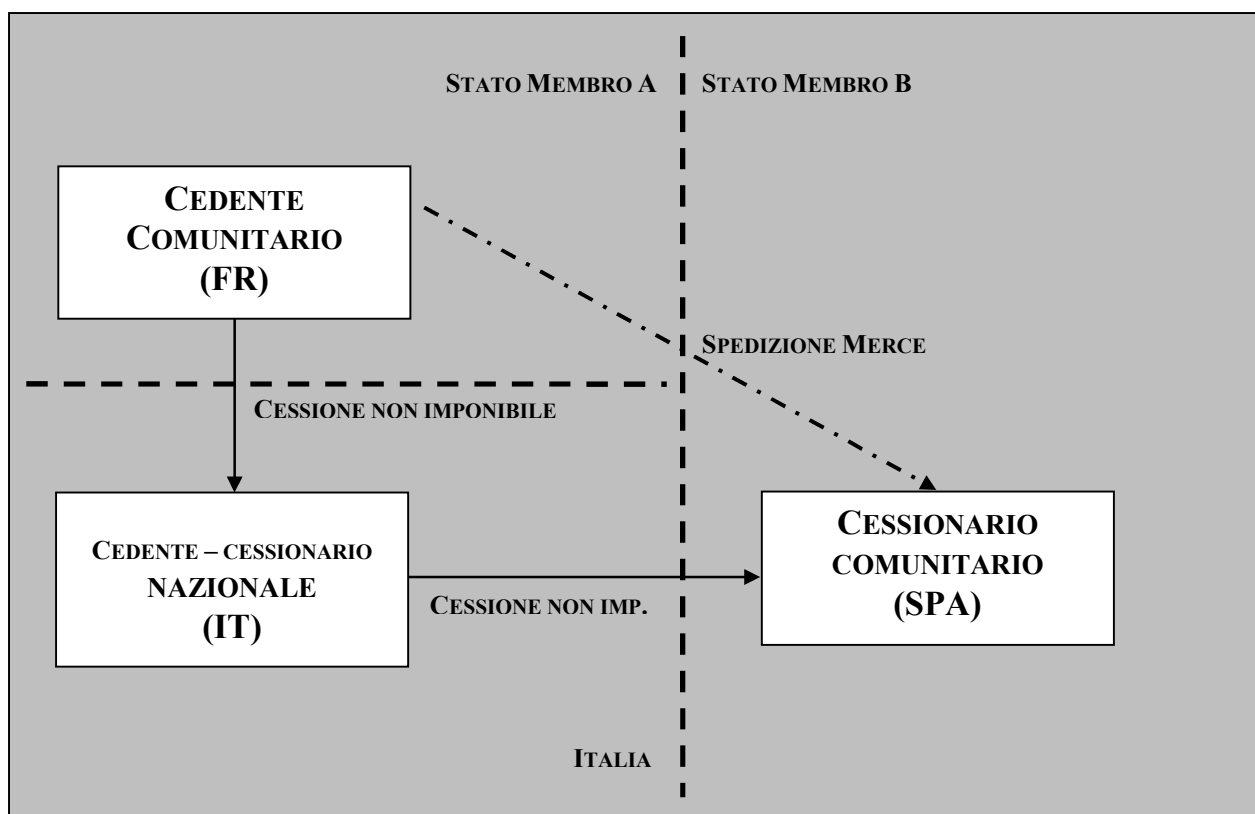 STATO MEMBRO A
STATO MEMBRO B
CEDENTE
COMUNITARIO
(FR)
SPEDIZIONE MERCE
CESSIONE NON IMPONIBILE
CEDENTE – CESSIONARIO
NAZIONALE
(IT)
CESSIONE NON IMP.
CESSIONARIO
COMUNITARIO
(SPA)
ITALIA